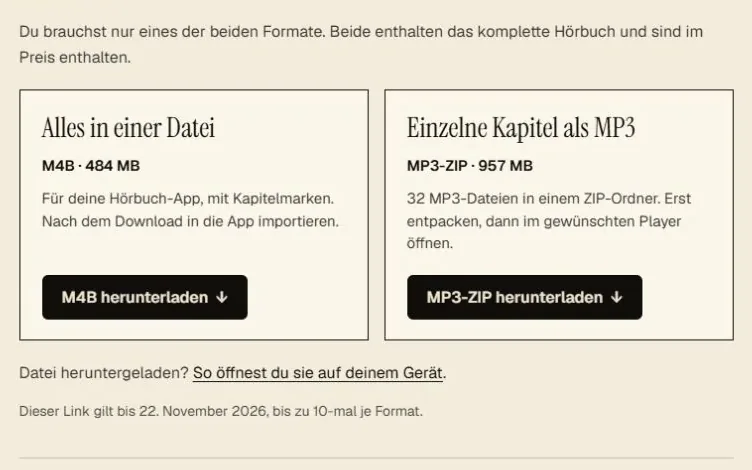 Du brauchst nur eines der beiden Formate. Beide enthalten das komplette Hörbuch und sind im
Preis enthalten.
Alles in einer Datei
M4B · 484 MB
Für deine Hörbuch-App, mit Kapitelmarken.
Nach dem Download in die App importieren.
M4B herunterladen ↓
Einzelne Kapitel als MP3
MP3-ZIP · 957 MB
32 MP3-Dateien in einem ZIP-Ordner. Erst
entpacken, dann im gewünschten Player
öffnen.
MP3-ZIP herunterladen ↓
Datei heruntergeladen? So öffnest du sie auf deinem Gerät.
Dieser Link gilt bis 22. November 2026, bis zu 10-mal je Format.